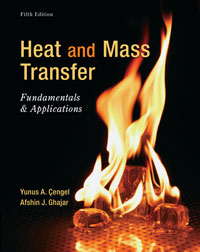 Fifth Edition
Heat and Mass
Transfer
Fundamentals
& Applications
Yunus A. Çengel
Afshin J. Ghajar